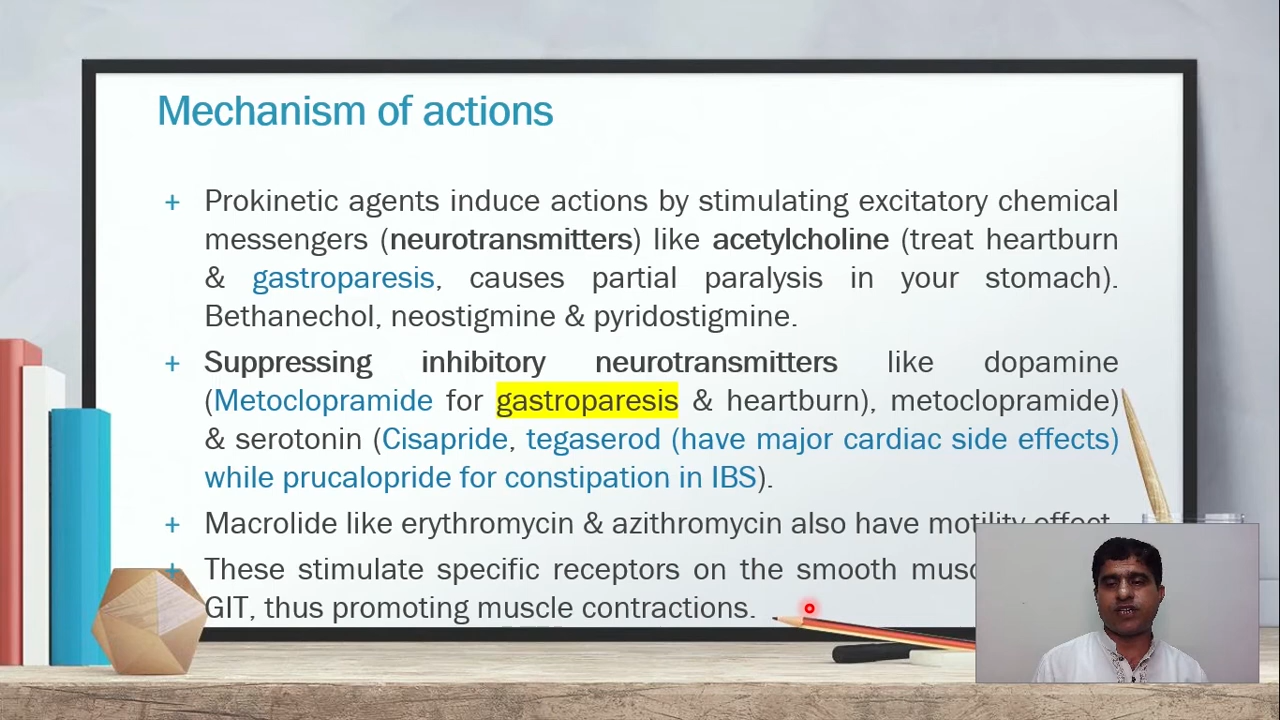 Mechanism of actions
+ Prokinetic agents induce actions by stimulating excitatory chemical
messengers (neurotransmitters) like acetylcholine (treat heartburn
& gastroparesis, causes partial paralysis in your stomach).
Bethanechol, neostigmine & pyridostigmine.
+ Suppressing inhibitory neurotransmitters like dopamine
(Metoclopramide for gastroparesis & heartburn), metoclopramide)
& serotonin (Cisapride, tegaserod (have major cardiac side effects)
while prucalopride for constipation in IBS).
+ Macrolide like erythromycin & azithromycin also have motility effect.
+ These stimulate specific receptors on the smooth
GIT, thus promoting muscle contractions.